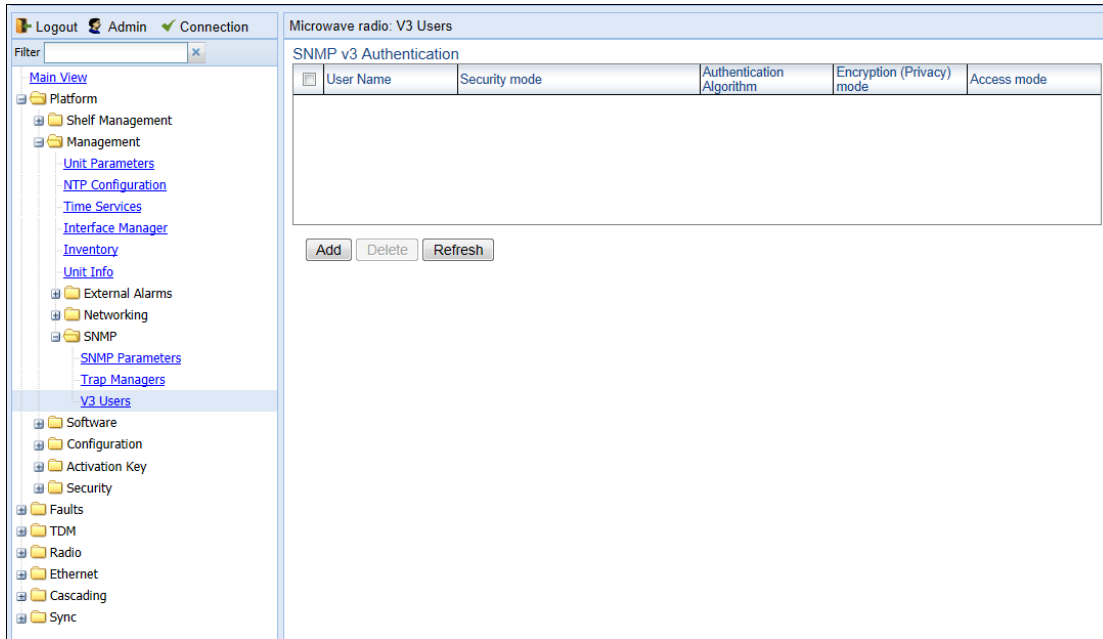 Logout Admin Connection
Filter
Main View
Platform
Shelf Management
Management
Unit Parameters
NTP Configuration
Time Services
Interface Manager
Inventory
Unit Info
External Alarms
Networking
SNMP
SNMP Parameters
Trap Managers
V3 Users
Software
Configuration
Activation Key
Security
Faults
TDM
Radio
Ethernet
Cascading
Sync
Microwave radio: V3 Users
SNMP v3 Authentication
User Name Security mode Authentication Algorithm Encryption (Privacy) mode Access mode
Add Delete Refresh